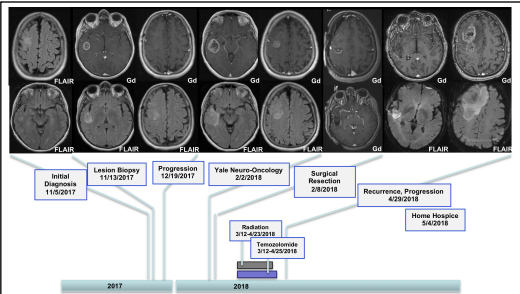 FLAIR
Gd
Gd
Gd
Gd
Gd
Gd
Gd
FLAIR
FLAIR
FLAIR
FLAIR
FLAIR
Gd
FLAIR
FLAIR
Initial
Diagnosis
11/5/2017
Lesion Biopsy
11/13/2017
Progression
12/19/2017
Yale Neuro-Oncology
2/2/2018
Surgical
Resection
2/8/2018
Recurrence, Progression
4/29/2018
Home Hospice
5/4/2018
Radiation
3/12-4/23/2018
Temozolomide
3/12-4/25/2018
2017
2018